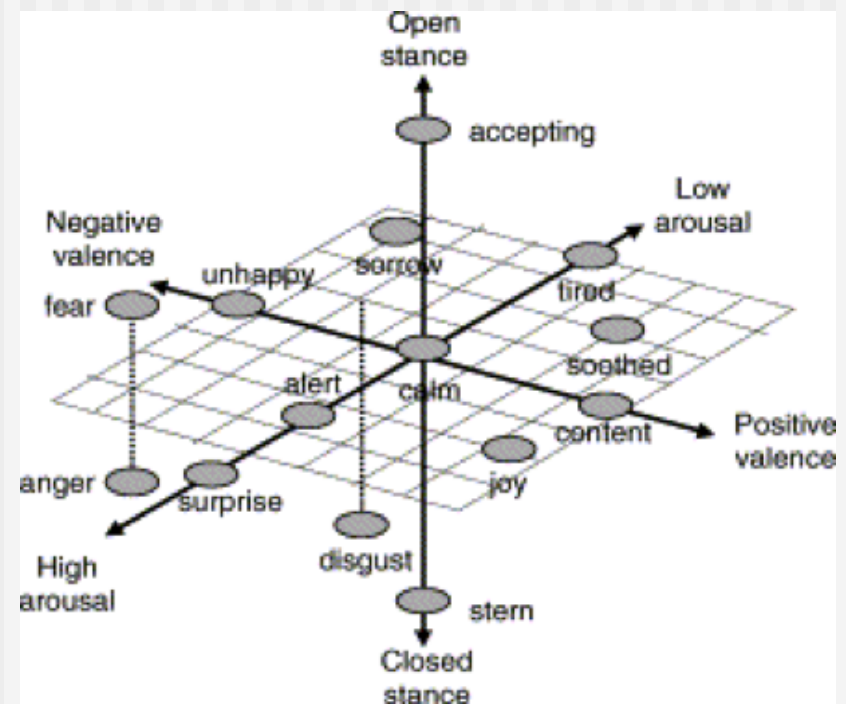 Open
stance
accepting
Low
arousal
Negative
valence
unhappy
sorrow
fear
tired
soothed
alert
calm
content
Positive
valence
joy
anger
surprise
disgust
High
arousal
stern
Closed
stance